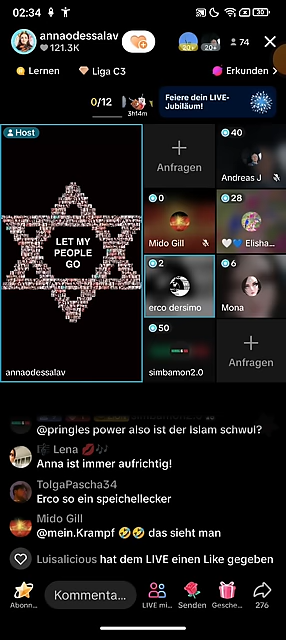 02:34
30
annaodessalav
121.3K
20+
20+
74
Lernen
Liga C3
Erkunden >
0/12
3h14m
Feiere dein LIVE-
Jubiläum!
Host
LET MY
PEOPLE
GO
annaodessalav
Anfragen
40
Andreas J
0
Mido Gill
28
Elisha...
2
erco dersimo
6
Mona
50
simbamon2.0
Anfragen
@pringles power also ist der Islam schwul?
Lena
Anna ist immer aufrichtig!
TolgaPascha34
Erco so ein speichellecker
Mido Gill
@mein.Krampf 🤣🤣 das sieht man
Luisalicious hat dem LIVE einen Like gegeben
Kommenta...
Abonn...
LIVE mi...
Senden
Gesche...
276